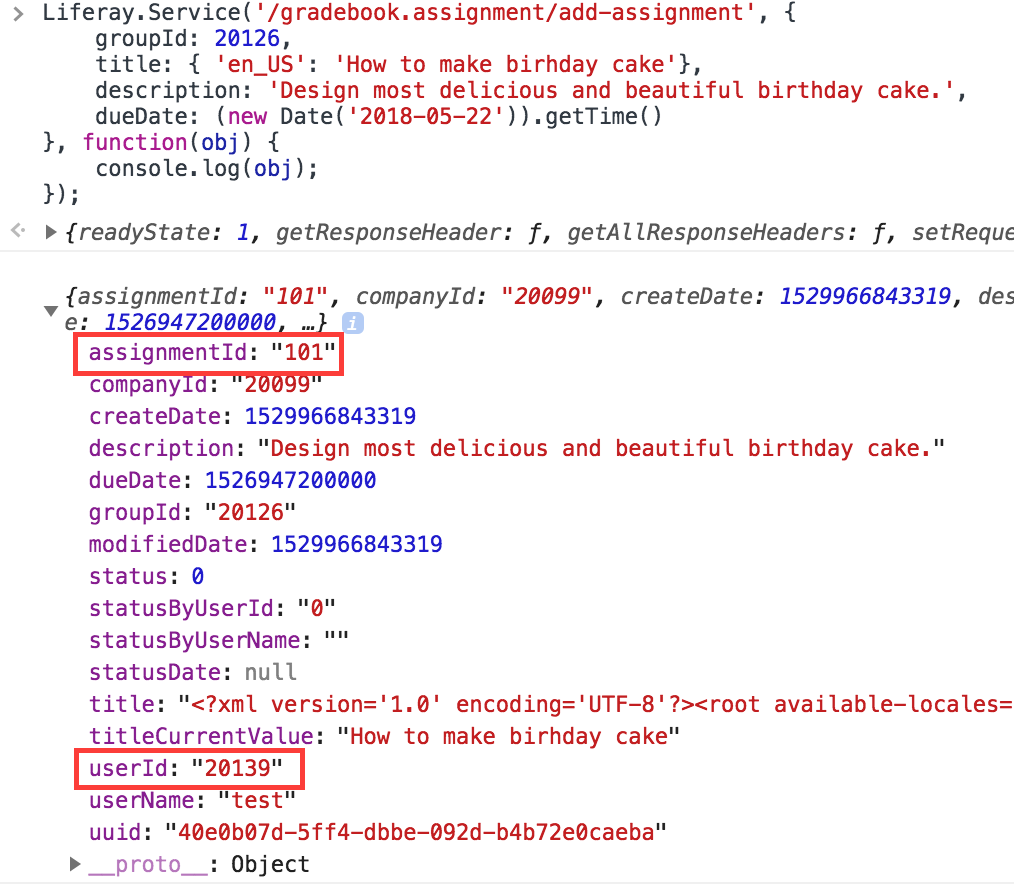 > Liferay.Service('/gradebook.assignment/add-assignment', {
groupId: 20126,
title: { 'en_US': 'How to make birhday cake'},
description: 'Design most delicious and beautiful birthday cake.',
dueDate: (new Date('2018-05-22')).getTime()
}, function(obj) {
console.log(obj);
});
{readyState: 1, getResponseHeader: ƒ, getAllResponseHeaders: ƒ, setReque
{assignmentId: "101", companyId: "20099", createDate: 1529966843319, des
e: 1526947200000, …} i
assignmentId: "101"
companyId: "20099"
createDate: 1529966843319
description: "Design most delicious and beautiful birthday cake."
dueDate: 1526947200000
groupId: "20126"
modifiedDate: 1529966843319
status: 0
statusByUserId: "0"
statusByUserName: ""
statusDate: null
title: "<?xml version='1.0' encoding='UTF-8'?><root available-locales=
titleCurrentValue: "How to make birhday cake"
userId: "20139"
userName: "test"
uuid: "40e0b07d-5ff4-dbbe-092d-b4b72e0caeba"
__proto__: Object